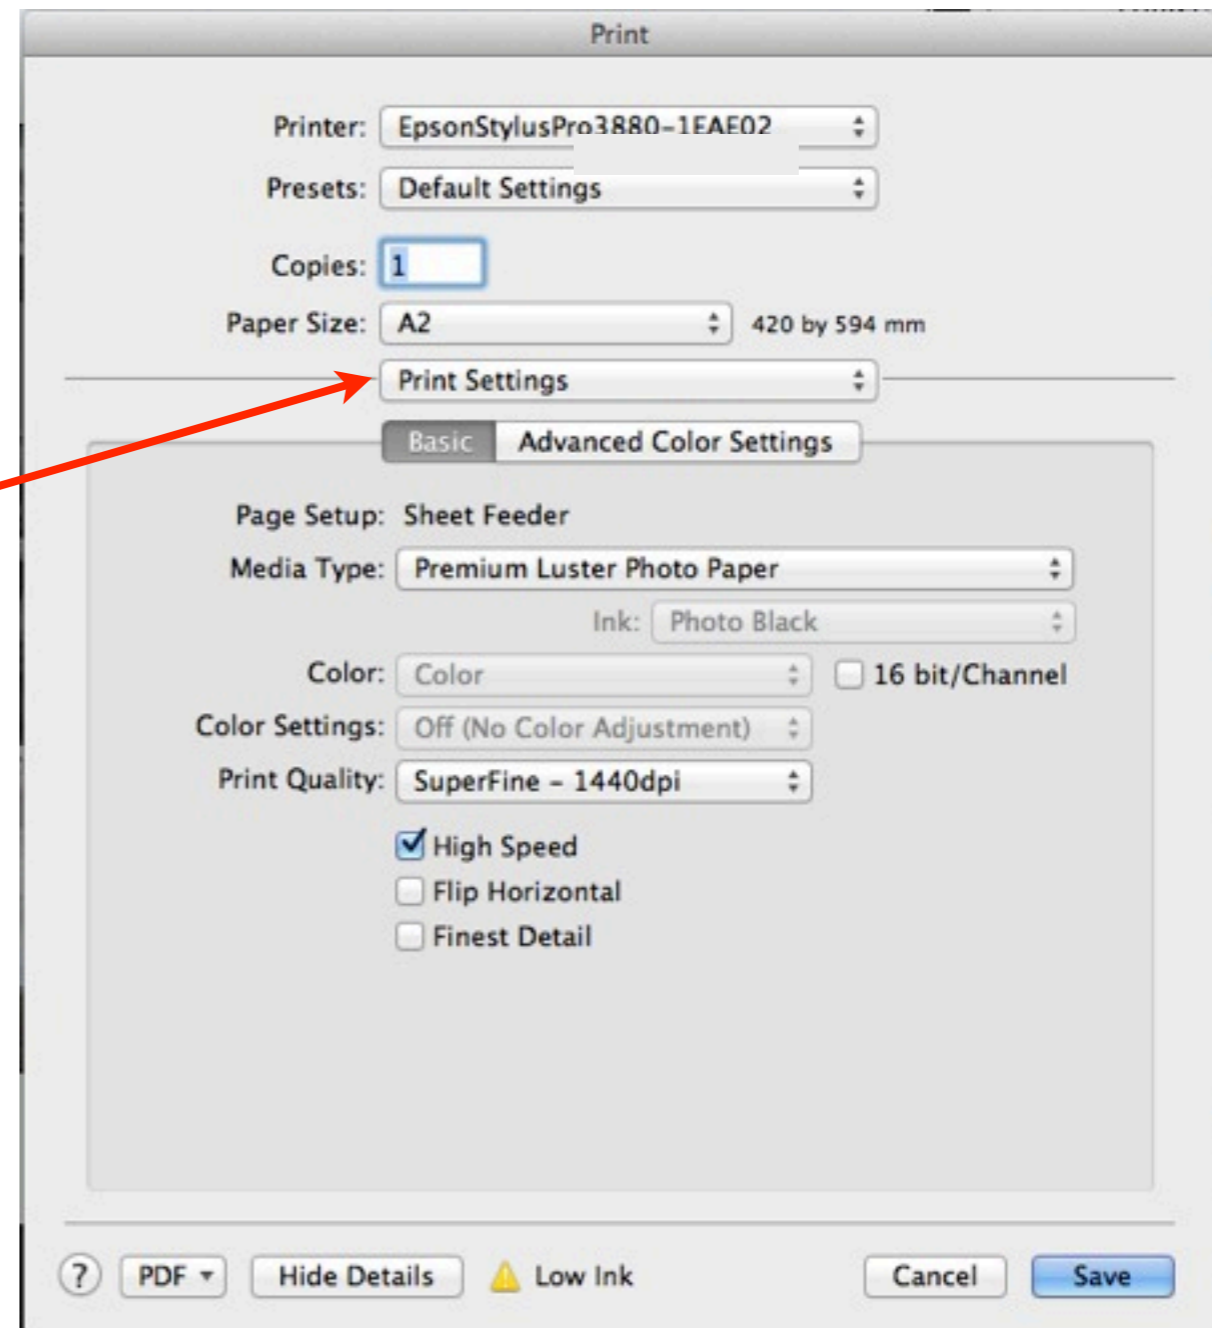 Print
Printer: EpsonStylusPro3880-1EAE02
Presets: Default Settings
Copies: 1
Paper Size: A2 420 by 594 mm
Print Settings
Basic Advanced Color Settings
Page Setup: Sheet Feeder
Media Type: Premium Luster Photo Paper
Ink: Photo Black
Color: Color 16 bit/Channel
Color Settings: Off (No Color Adjustment)
Print Quality: SuperFine - 1440dpi
High Speed
Flip Horizontal
Finest Detail
? PDF Hide Details Low Ink Cancel Save